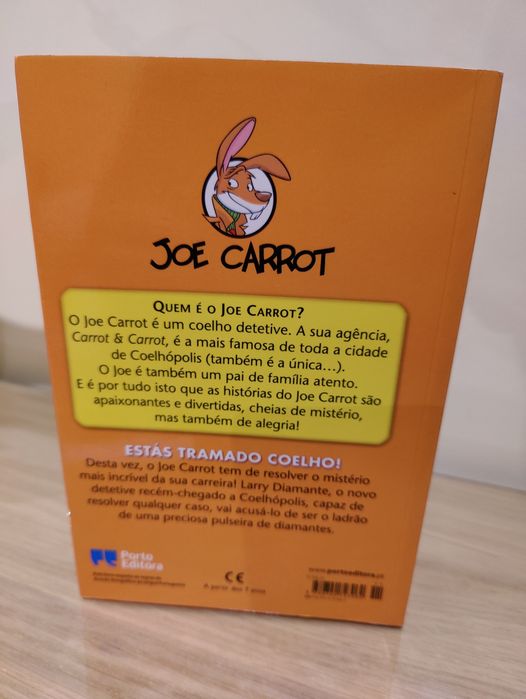 JOE CARROT
QUEM É O JOE CARROT?
O Joe Carrot é um coelho detetive. A sua agência,
Carrot & Carrot, é a mais famosa de toda a cidade
de Coelhópolis (também é a única...).
O Joe é também um pai de família atento.
E é por tudo isto que as histórias do Joe Carrot são
apaixonantes e divertidas, cheias de mistério,
mas também de alegria!
ESTÁS TRAMADO COELHO!
Desta vez, o Joe Carrot tem de resolver o mistério
mais incrível da sua carreira! Larry Diamante, o novo
detetive recém-chegado a Coelhópolis, capaz de
resolver qualquer caso, vai acusá-lo de ser o ladrão
de uma preciosa pulseira de diamantes.
Porto
Editora
CE
A partir dos 7 anos
www.portoeditora.pt